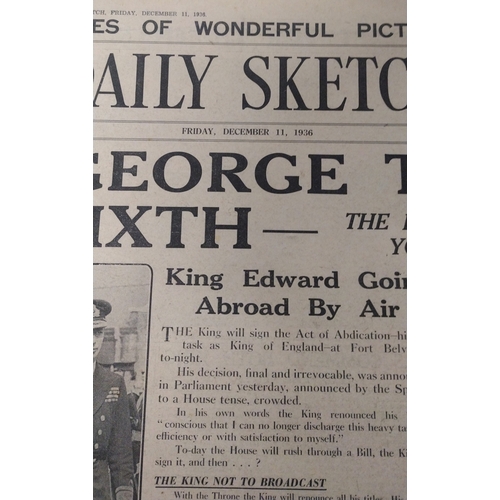 TCH, FRIDAY, DECEMBER 11, 1936
ES OF WONDERFUL PICT
DAILY SKETC
FRIDAY, DECEMBER 11, 1936
GEORGE T
IXTH—
THE
Y
King Edward Goin
Abroad By Air
THE King will sign the Act of Abdication—hi
task as King of England—at Fort Belv
to-night.
His decision, final and irrevocable, was annou
in Parliament yesterday, announced by the Sp
to a House tense, crowded.
In his own words the King renounced his
"conscious that I can no longer discharge this heavy ta
efficiency or with satisfaction to myself."
To-day the House will rush through a Bill, the K
sign it, and then . . . ?
THE KING NOT TO BROADCAST
With the Throne the King will renounce all his titles.